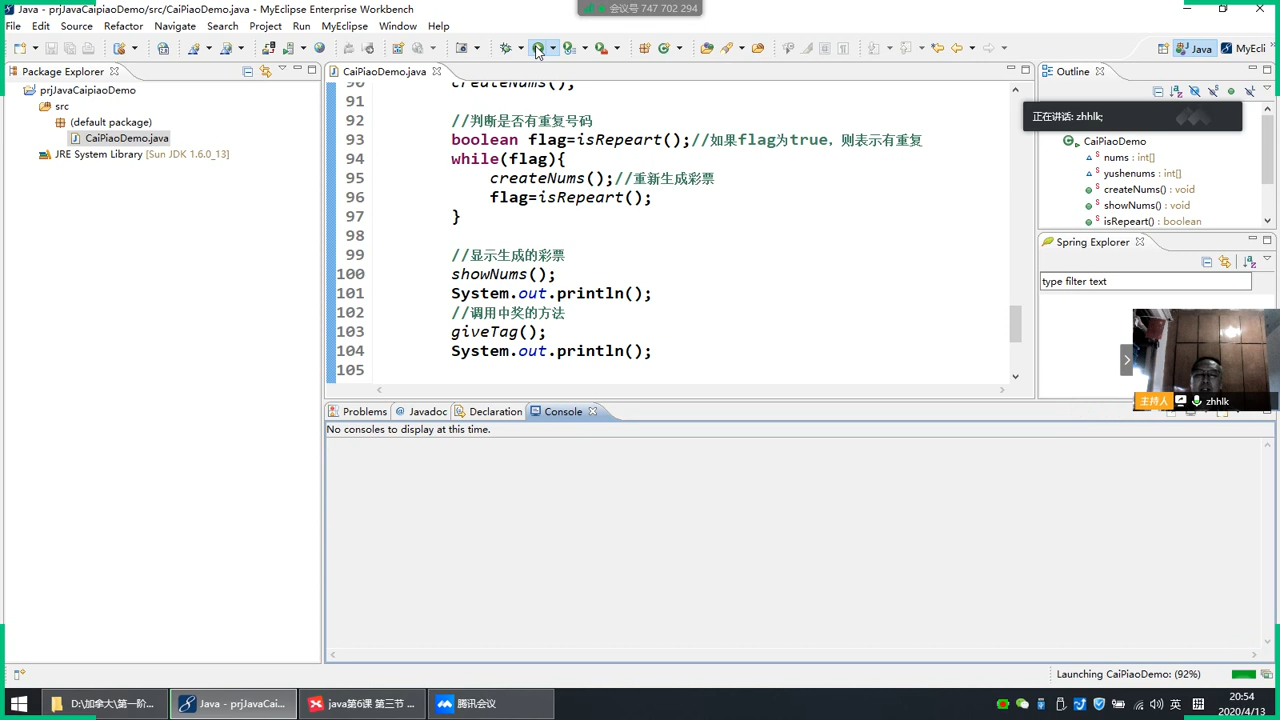 Java - prjJavaCaipiaoDemo/src/CaiPiaoDemo.java - MyEclipse Enterprise Workbench
会议号 747 702 294
File Edit Source Refactor Navigate Search Project Run MyEclipse Window Help
Java
MyEcli
Package Explorer
CaiPiaoDemo.java
Outline
正在讲话: zhhlk;
prjJavaCaipiaoDemo
src
(default package)
CaiPiaoDemo.java
JRE System Library [Sun JDK 1.6.0_13]
90 createNums();
91
92 //判断是否有重复号码
93 boolean flag=isRepeart();//如果flag为true，则表示有重复
94 while(flag){
95 createNums();//重新生成彩票
96 flag=isRepeart();
97 }
98
99 //显示生成的彩票
100 showNums();
101 System.out.println();
102 //调用中奖的方法
103 giveTag();
104 System.out.println();
105
CaiPiaoDemo
nums : int[]
yushenums : int[]
createNums() : void
showNums() : void
isRepeart() : boolean
Spring Explorer
type filter text
主持人 zhhlk
Problems
Javadoc
Declaration
Console
No consoles to display at this time.
Launching CaiPiaoDemo: (92%)
D:\加拿大\第一阶...
Java - prjJavaCai...
java第6课 第三节 ...
腾讯会议
英
拼
20:54
2020/4/13